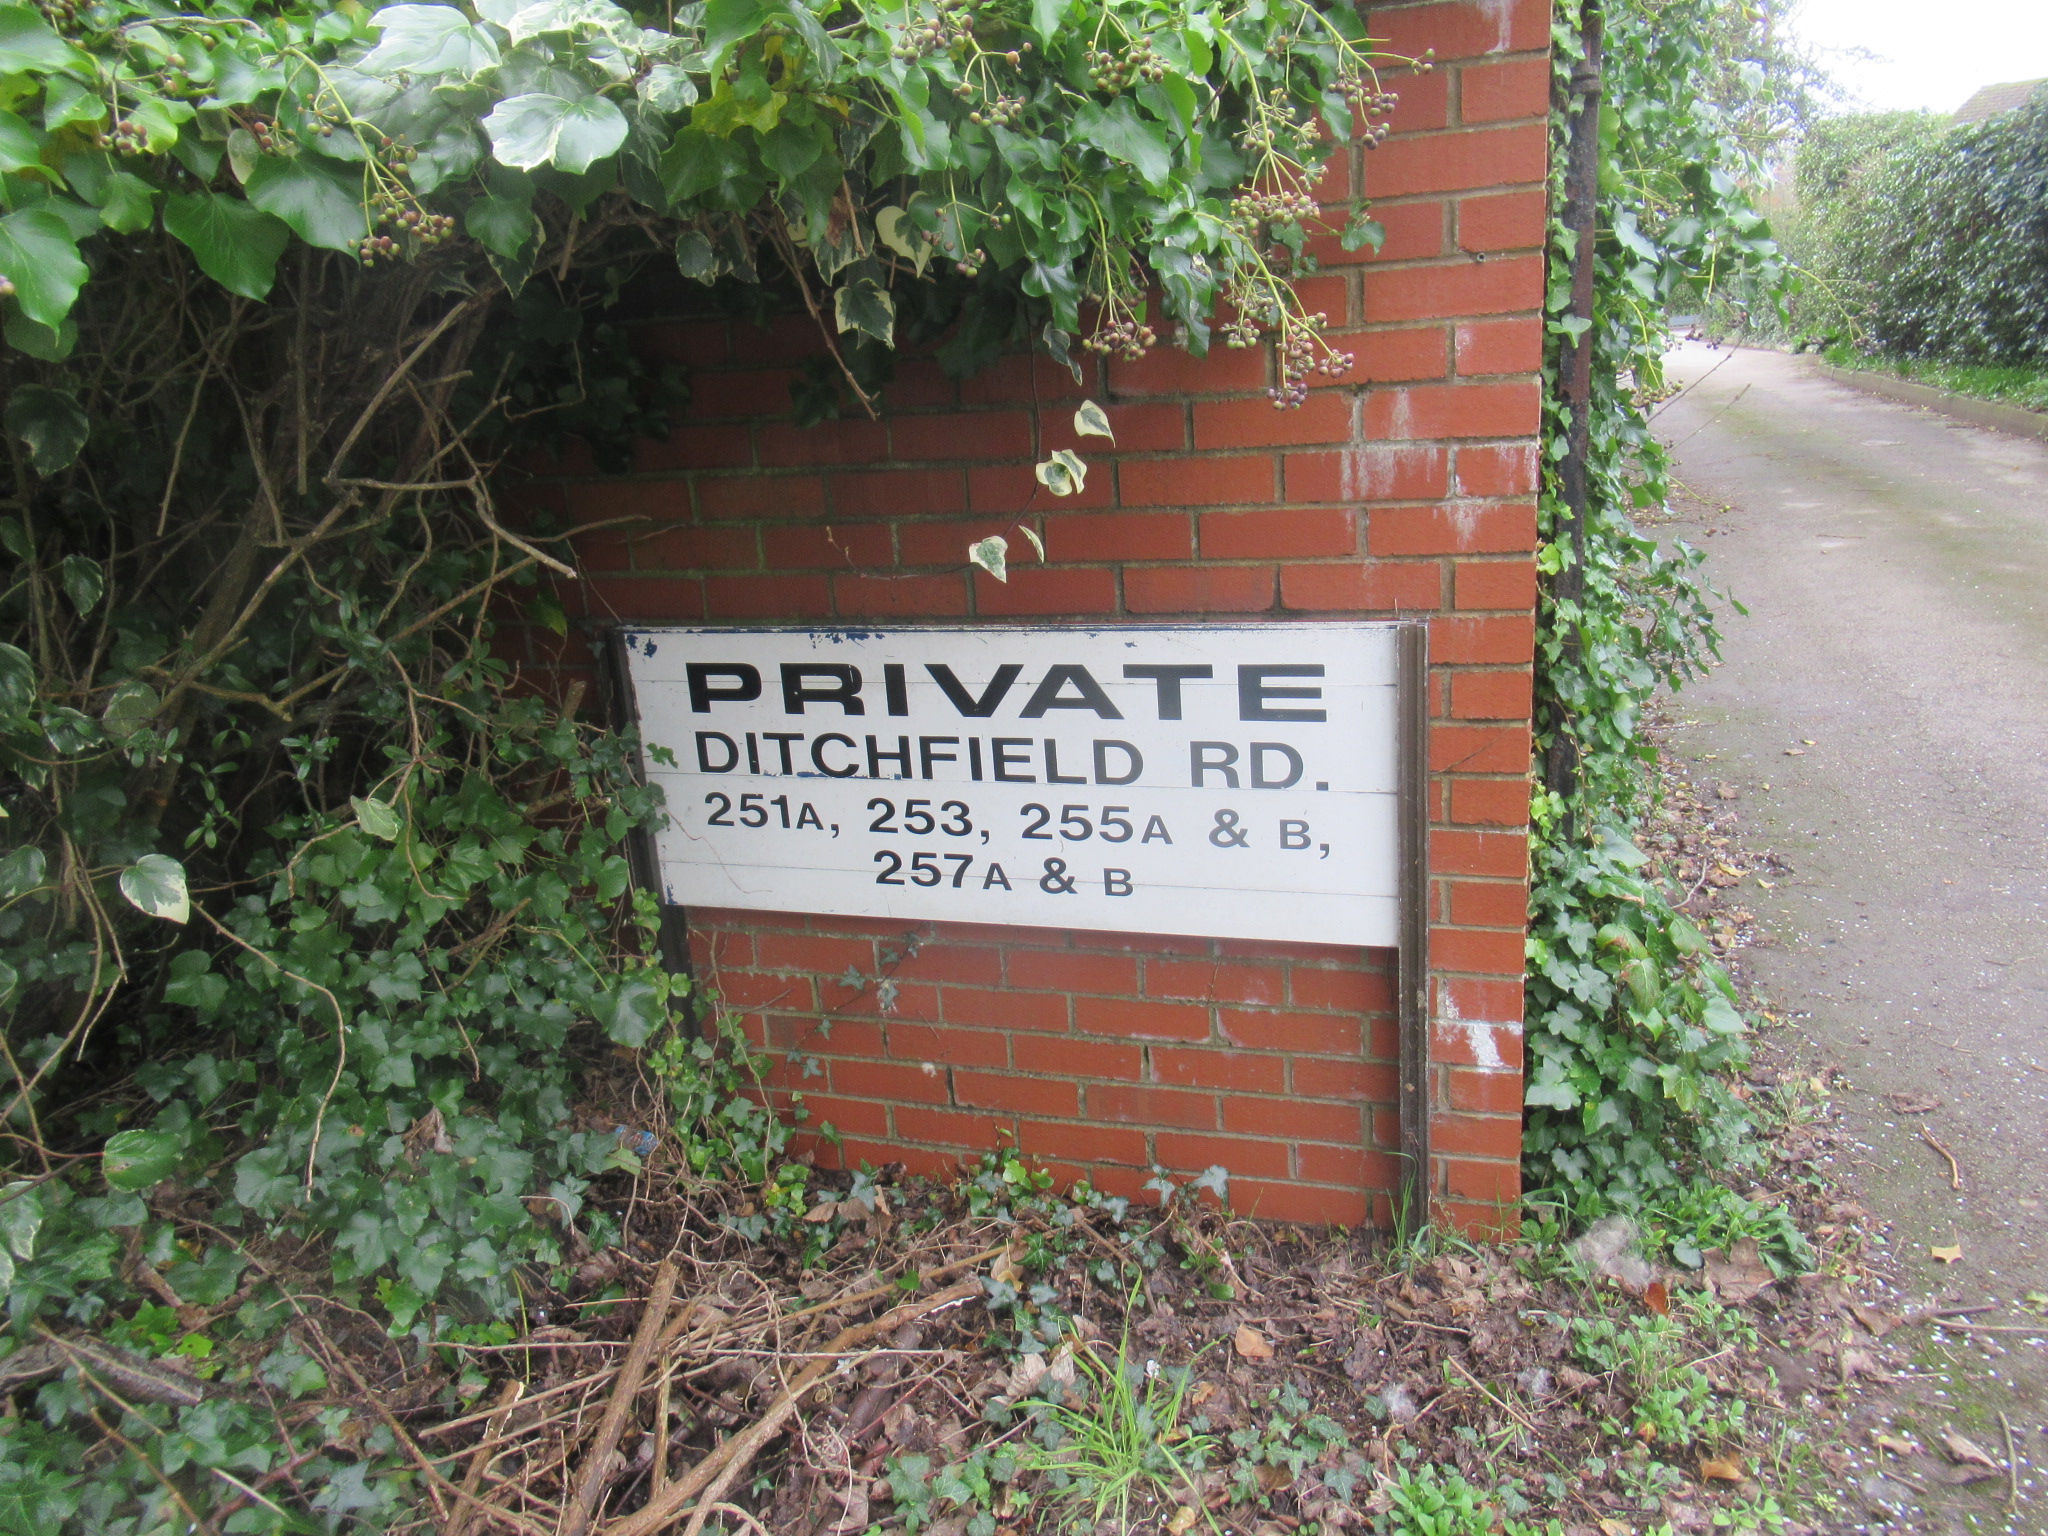 PRIVATE
DITCHFIELD RD.
251A, 253, 255A & B,
257A & B